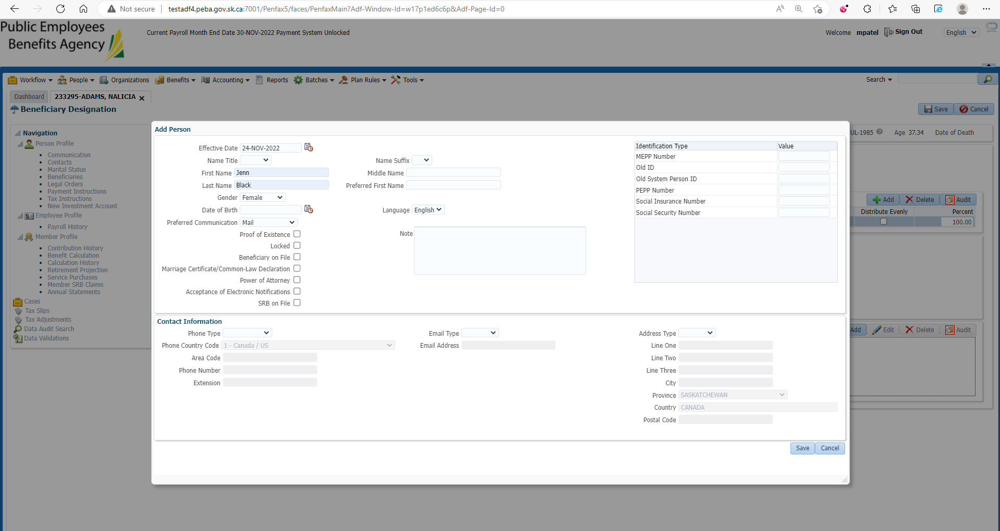 Not secure testadf4.peba.gov.sk.ca:7001/Penfax5/faces/PenfaxMain?Adf-Window-Id=w17p1ed6c6p&Adf-Page-Id=0
Public Employees
Benefits Agency
Current Payroll Month End Date 30-NOV-2022 Payment System Unlocked
Welcome mpatel Sign Out English
Workflow People Organizations Benefits Accounting Reports Batches Plan Rules Tools Search
Dashboard 233295-ADAMS, NALICIA
Beneficiary Designation Save Cancel
Navigation
Person Profile
Communication
Contacts
Marital Status
Beneficiaries
Legal Orders
Payment Instructions
Tax Instructions
New Investment Account
Employee Profile
Payroll History
Member Profile
Contribution History
Benefit Calculation
Calculation History
Retirement Projection
Service Purchases
Member SRB Claims
Annual Statements
Cases
Tax Slips
Tax Adjustments
Data Audit Search
Data Validations
UL-1985 Age 37.34 Date of Death
Add Delete Audit
Distribute Evenly Percent
100.00
Add Edit Delete Audit
Add Person
Effective Date 24-NOV-2022
Name Title Name Suffix
First Name Jenn Middle Name
Last Name Black Preferred First Name
Gender Female
Date of Birth Language English
Preferred Communication Mail
Proof of Existence Note
Locked
Beneficiary on File
Marriage Certificate/Common-Law Declaration
Power of Attorney
Acceptance of Electronic Notifications
SRB on File
Identification Type Value
MEPP Number
Old ID
Old System Person ID
PEPP Number
Social Insurance Number
Social Security Number
Contact Information
Phone Type Email Type Address Type
Phone Country Code 1 - Canada / US Email Address Line One
Area Code Line Two
Phone Number Line Three
Extension City
Province SASKATCHEWAN
Country CANADA
Postal Code
Save Cancel